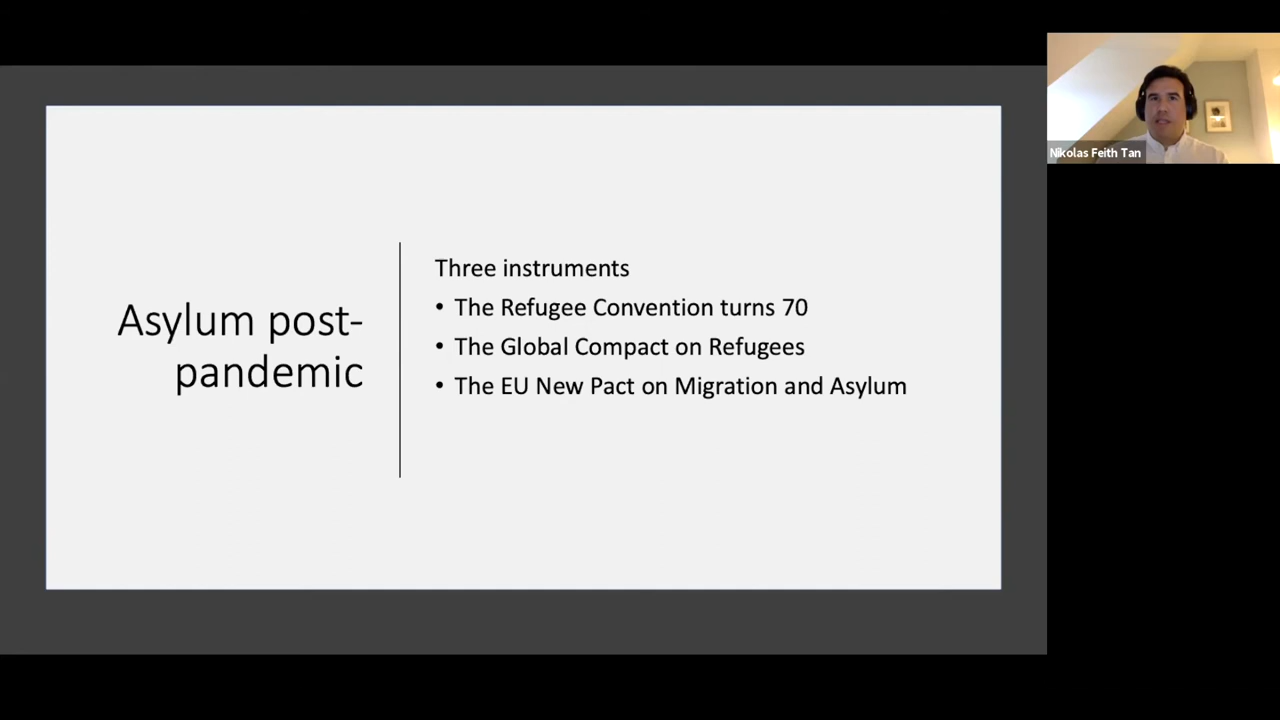 Asylum post-
pandemic
Three instruments
• The Refugee Convention turns 70
• The Global Compact on Refugees
• The EU New Pact on Migration and Asylum
Nikolas Feith Tan